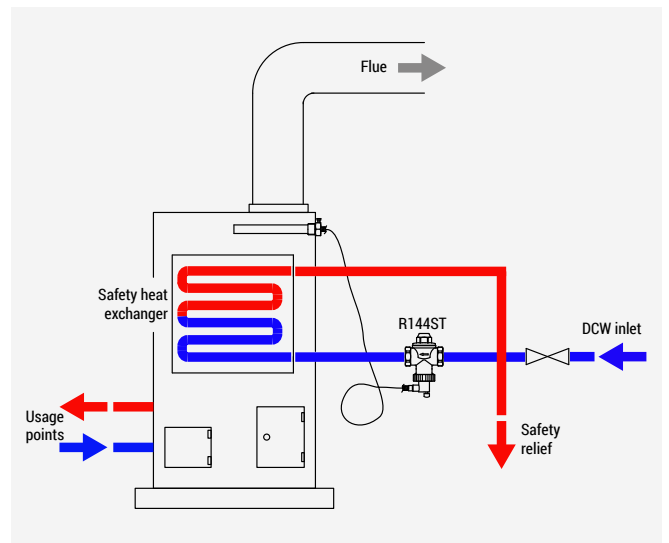 Flue
Safety heat
exchanger
R144ST
DCW inlet
Usage
points
Safety
relief